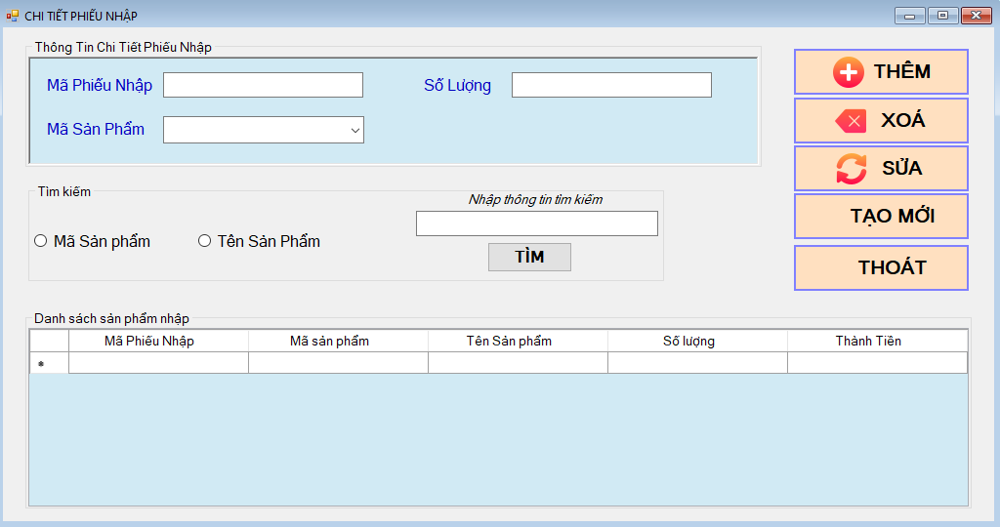 CHI TIẾT PHIẾU NHẬP
Thông Tin Chi Tiết Phiếu Nhập
Mã Phiếu Nhập
Số Lượng
Mã Sản Phẩm
THÊM
XOÁ
SỬA
TẠO MỚI
THOÁT
Tìm kiếm
Nhập thông tin tìm kiếm
Mã Sản phẩm
Tên Sản Phẩm
TÌM
Danh sách sản phẩm nhập
Mã Phiếu Nhập Mã sản phẩm Tên Sản phẩm Số lượng Thành Tiền